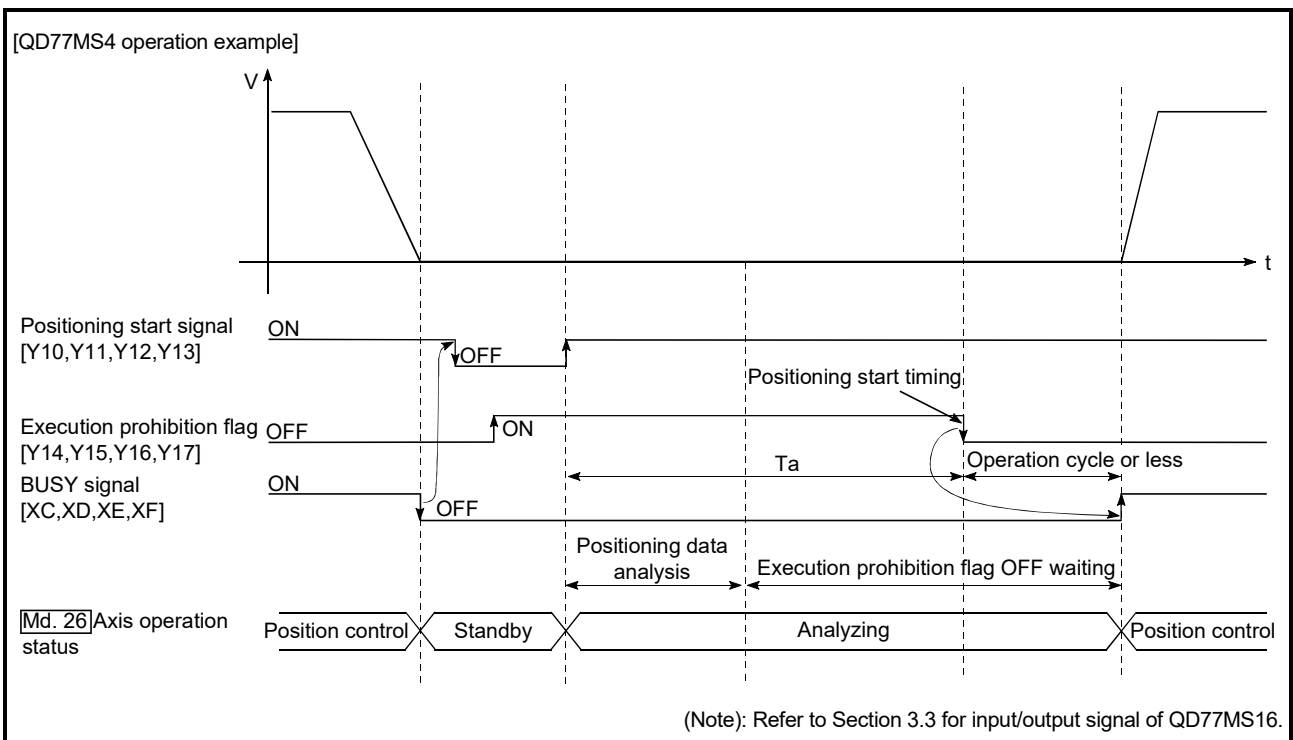 [QD77MS4 operation example]
V
t
Positioning start signal
[Y10,Y11,Y12,Y13]
ON
OFF
Positioning start timing
Execution prohibition flag
[Y14,Y15,Y16,Y17]
OFF
ON
Ta
Operation cycle or less
BUSY signal
[XC,XD,XE,XF]
ON
OFF
Positioning data
analysis
Execution prohibition flag OFF waiting
Md. 26 Axis operation
status
Position control
Standby
Analyzing
Position control
(Note): Refer to Section 3.3 for input/output signal of QD77MS16.